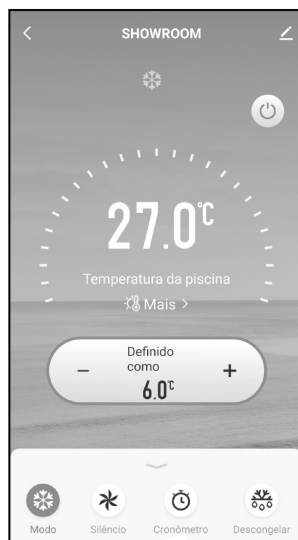 SHOWROOM
27.0°C
Temperatura da piscina
Mais >
Definido
como
− 6.0°C +
Modo Silêncio Cronômetro Descongelar